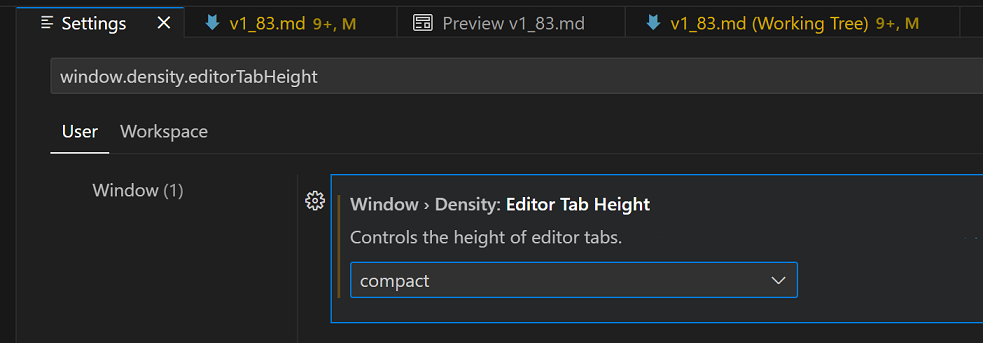 Settings v1_83.md 9+, M Preview v1_83.md v1_83.md (Working Tree) 9+, M
window.density.editorTabHeight
User Workspace
Window (1)
Window › Density: Editor Tab Height
Controls the height of editor tabs.
compact